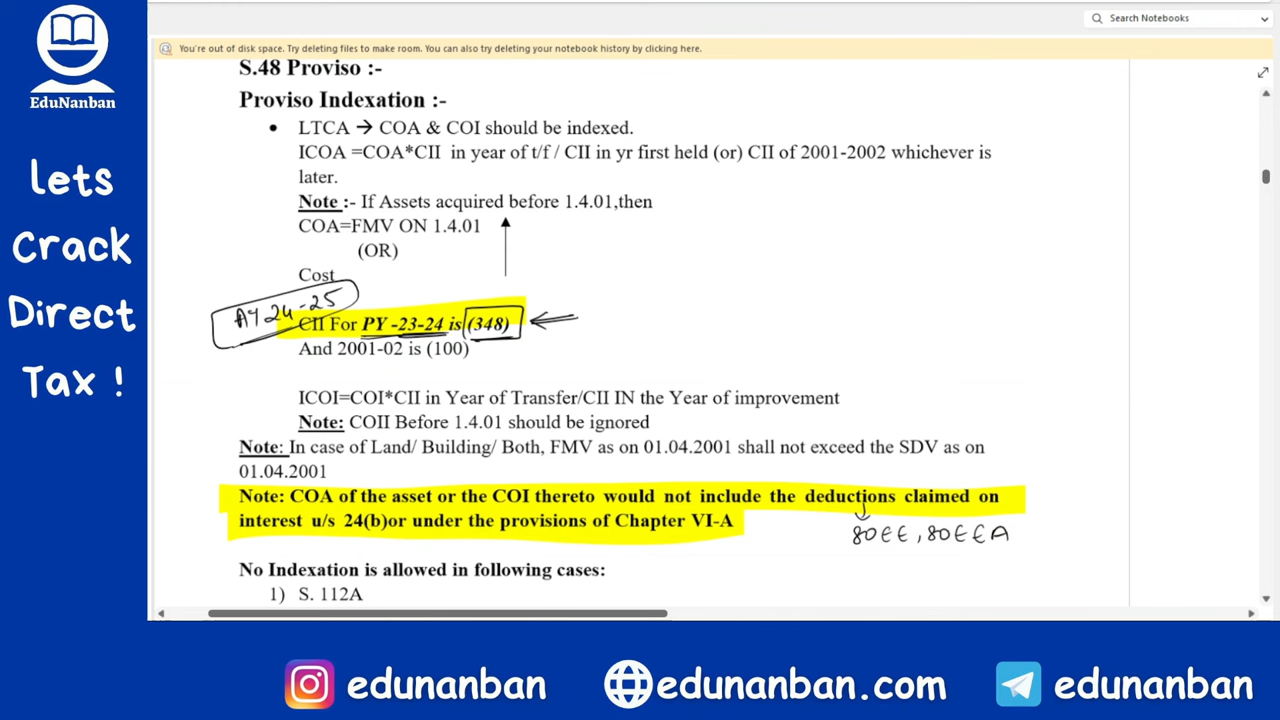 Search Notebooks
You're out of disk space. Try deleting files to make room. You can also try deleting your notebook history by clicking here.
EduNanban
lets
Crack
Direct
Tax !
S.48 Proviso :-
Proviso Indexation :-
• LTCA → COA & COI should be indexed.
ICOA =COA*CII in year of t/f / CII in yr first held (or) CII of 2001-2002 whichever is
later.
Note :- If Assets acquired before 1.4.01,then
COA=FMV ON 1.4.01
(OR)
Cost
AY 24-25
CII For PY -23-24 is (348)
And 2001-02 is (100)
ICOI=COI*CII in Year of Transfer/CII IN the Year of improvement
Note: COII Before 1.4.01 should be ignored
Note: In case of Land/ Building/ Both, FMV as on 01.04.2001 shall not exceed the SDV as on
01.04.2001
Note: COA of the asset or the COI thereto would not include the deductions claimed on
interest u/s 24(b)or under the provisions of Chapter VI-A
80EE, 80EEA
No Indexation is allowed in following cases:
1) S. 112A
edunanban
edunanban.com
edunanban